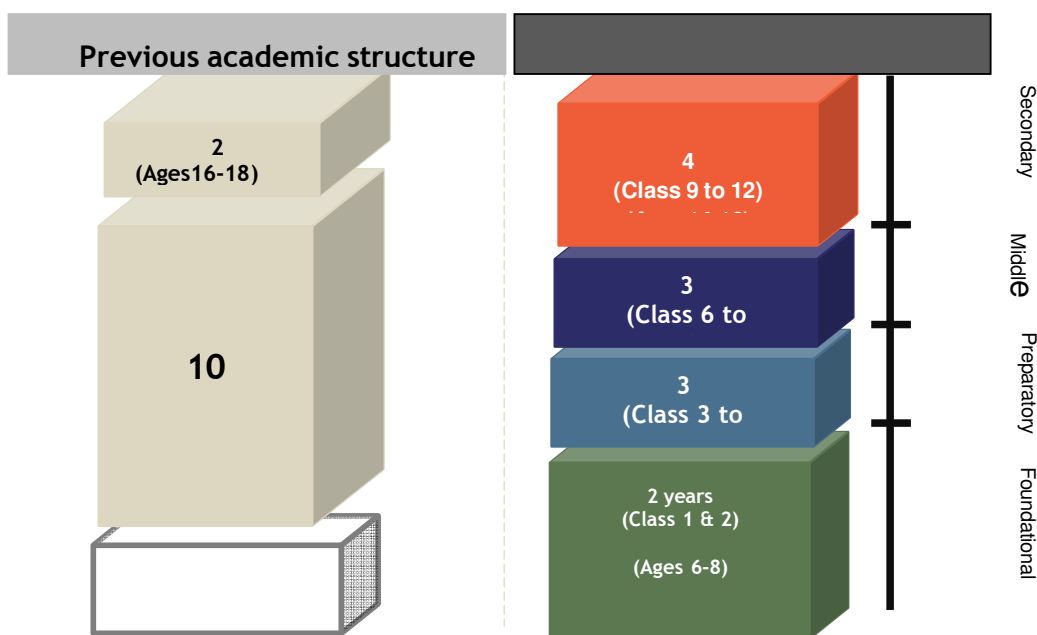 Previous academic structure
2
(Ages16-18)
10
4
(Class 9 to 12)
3
(Class 6 to
3
(Class 3 to
2 years
(Class 1 & 2)
(Ages 6-8)
Secondary
Middle
Preparatory
Foundational